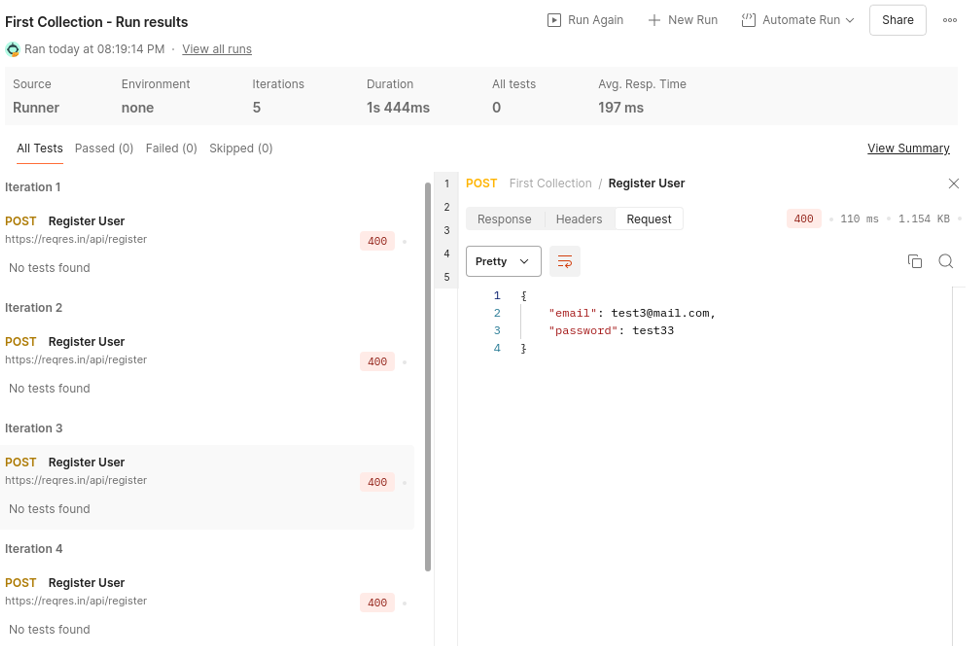 First Collection - Run results
Run Again
New Run
Automate Run
Share
Ran today at 08:19:14 PM · View all runs
Source Environment Iterations Duration All tests Avg. Resp. Time
Runner none 5 1s 444ms 0 197 ms
All Tests Passed (0) Failed (0) Skipped (0) View Summary
Iteration 1
POST Register User
https://reqres.in/api/register
400
No tests found
Iteration 2
POST Register User
https://reqres.in/api/register
400
No tests found
Iteration 3
POST Register User
https://reqres.in/api/register
400
No tests found
Iteration 4
POST Register User
https://reqres.in/api/register
400
No tests found
1
2
3
4
5
POST First Collection / Register User
Response Headers Request
400 110 ms 1.154 KB
Pretty
1 {
2 "email": test3@mail.com,
3 "password": test33
4 }